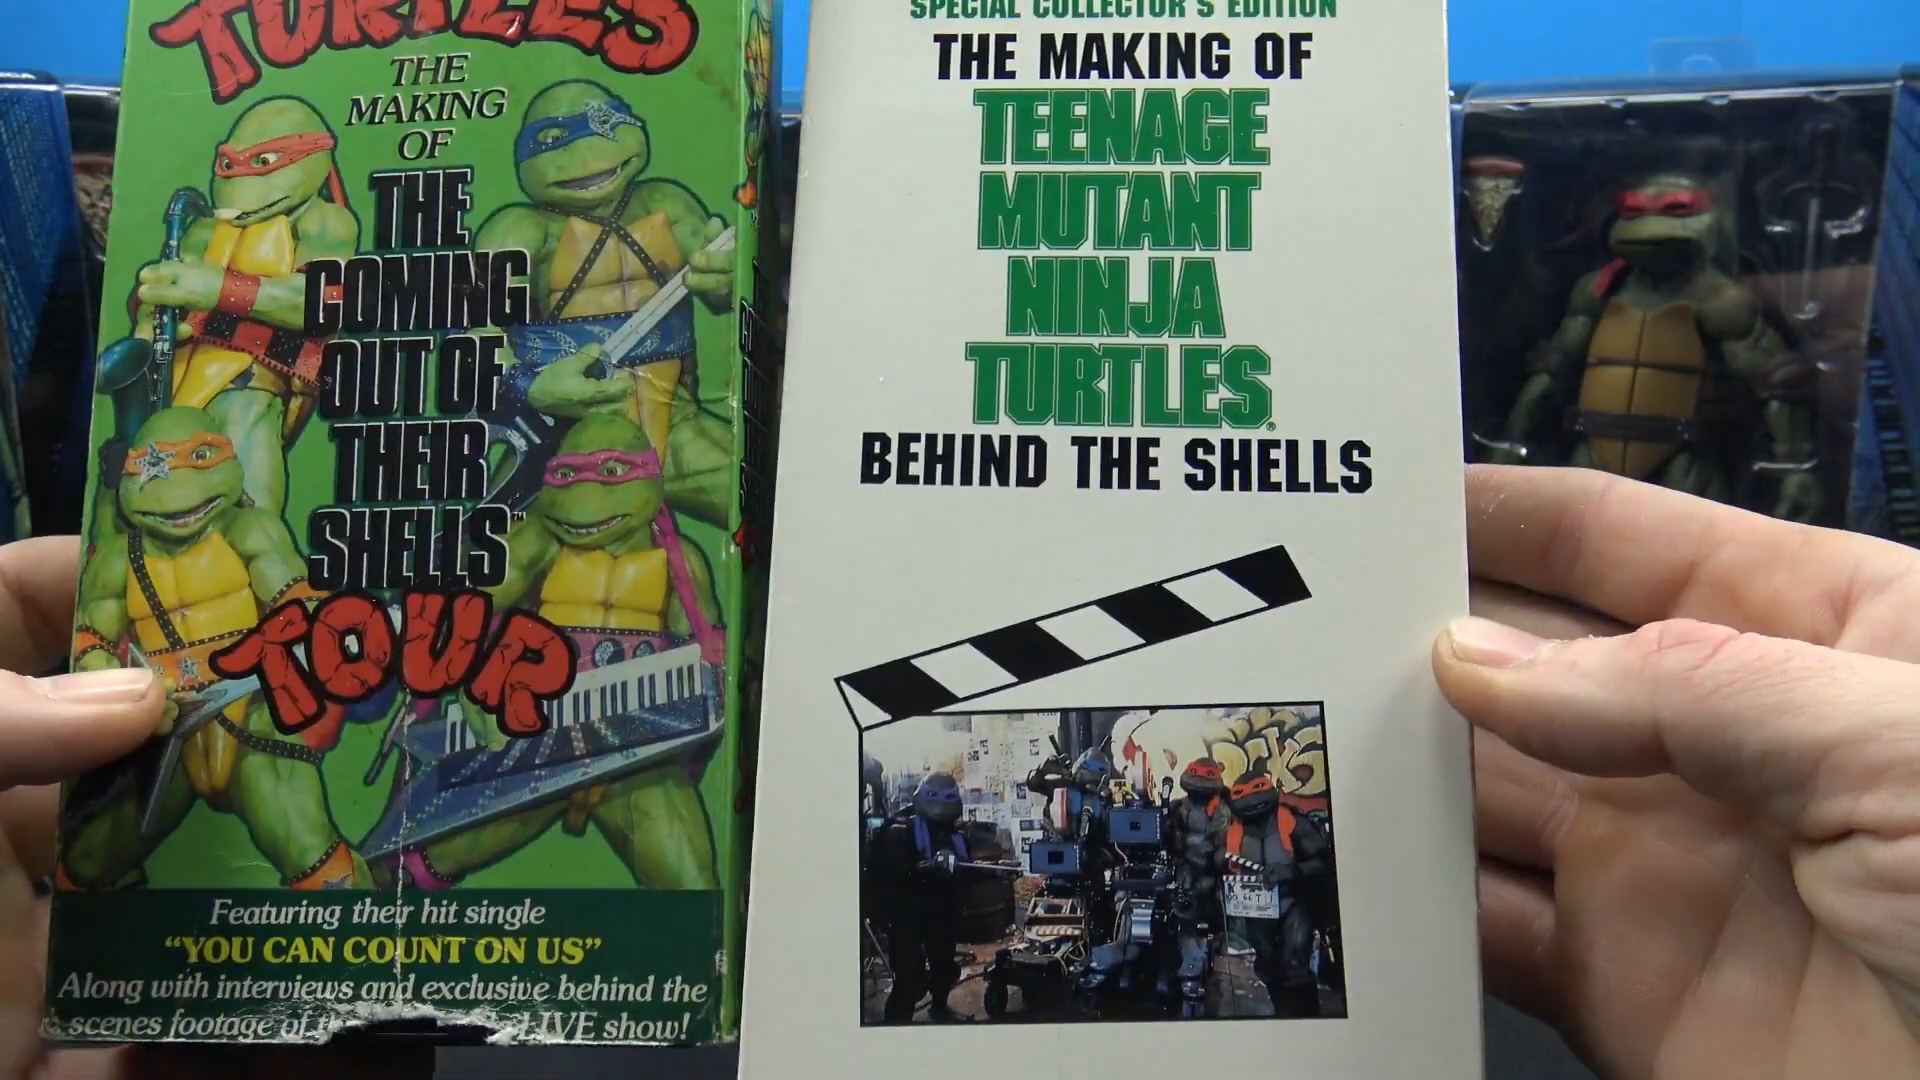 TURTLES
THE
MAKING
OF
THE
COMING
OUT OF
THEIR
SHELLS™
TOUR
Featuring their hit single
"YOU CAN COUNT ON US"
Along with interviews and exclusive behind the
scenes footage of LIVE show!
SPECIAL COLLECTOR'S EDITION
THE MAKING OF
TEENAGE
MUTANT
NINJA
TURTLES®
BEHIND THE SHELLS